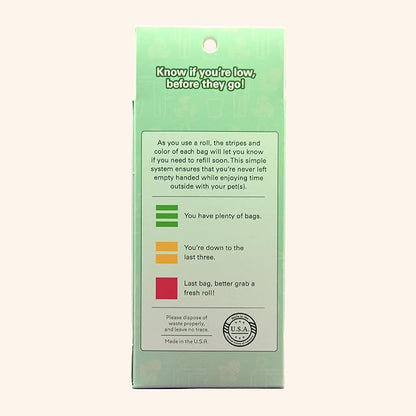 Know if you're low,
before they go!
As you use a roll, the stripes and
color of each bag will let you know
if you need to refill soon. This simple
system ensures that you're never left
empty handed while enjoying time
outside with your pet(s).
You have plenty of bags.
You're down to the
last three.
Last bag, better grab a
fresh roll!
Please dispose of
waste properly,
and leave no trace.
Made in the U.S.A.
U.S.A.